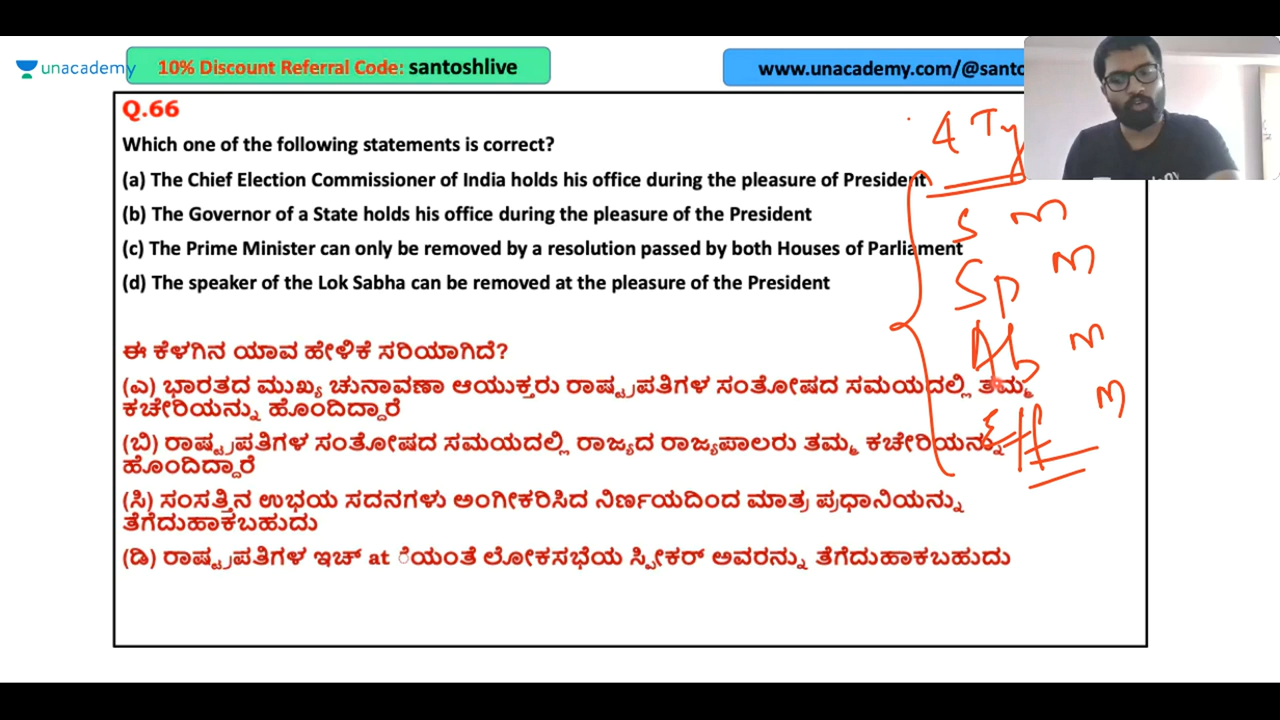 unacademy
10% Discount Referral Code: santoshlive
www.unacademy.com/@santo
Q.66
Which one of the following statements is correct?
(a) The Chief Election Commissioner of India holds his office during the pleasure of President
(b) The Governor of a State holds his office during the pleasure of the President
(c) The Prime Minister can only be removed by a resolution passed by both Houses of Parliament
(d) The speaker of the Lok Sabha can be removed at the pleasure of the President
ಈ ಕೆಳಗಿನ ಯಾವ ಹೇಳಿಕೆ ಸರಿಯಾಗಿದೆ?
(ಎ) ಭಾರತದ ಮುಖ್ಯ ಚುನಾವಣಾ ಆಯುಕ್ತರು ರಾಷ್ಟ್ರಪತಿಗಳ ಸಂತೋಷದ ಸಮಯದಲ್ಲಿ ತಮ್ಮ
ಕಚೇರಿಯನ್ನು ಹೊಂದಿದ್ದಾರೆ
(ಬಿ) ರಾಷ್ಟ್ರಪತಿಗಳ ಸಂತೋಷದ ಸಮಯದಲ್ಲಿ ರಾಜ್ಯದ ರಾಜ್ಯಪಾಲರು ತಮ್ಮ ಕಚೇರಿಯನ್ನು
ಹೊಂದಿದ್ದಾರೆ
(ಸಿ) ಸಂಸತ್ತಿನ ಉಭಯ ಸದನಗಳು ಅಂಗೀಕರಿಸಿದ ನಿರ್ಣಯದಿಂದ ಮಾತ್ರ ಪ್ರಧಾನಿಯನ್ನು
ತೆಗೆದುಹಾಕಬಹುದು
(ಡಿ) ರಾಷ್ಟ್ರಪತಿಗಳ ಇಚ್ at ೆಯಂತೆ ಲೋಕಸಭೆಯ ಸ್ಪೀಕರ್ ಅವರನ್ನು ತೆಗೆದುಹಾಕಬಹುದು
4 Ty
S M
Sp M
Ab M
Eff M